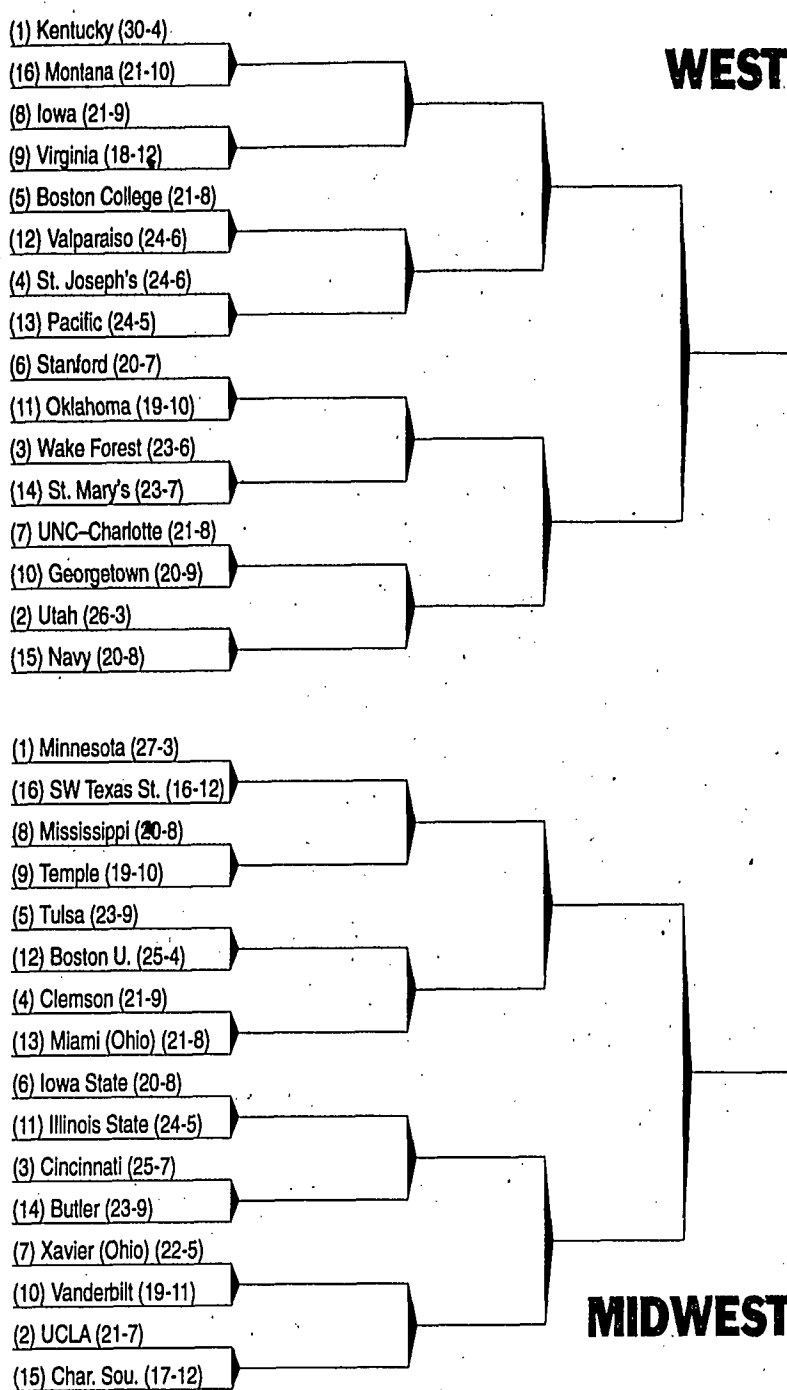 (1) Kentucky (30-4)
WEST
(16) Montana (21-10)
(8) Iowa (21-9)
(9) Virginia (18-12)
(5) Boston College (21-8)
(12) Valparaiso (24-6)
(4) St. Joseph's (24-6)
(13) Pacific (24-5)
(6) Stanford (20-7)
(11) Oklahoma (19-10)
(3) Wake Forest (23-6)
(14) St. Mary's (23-7)
(7) UNC–Charlotte (21-8)
(10) Georgetown (20-9)
(2) Utah (26-3)
(15) Navy (20-8)
(1) Minnesota (27-3)
(16) SW Texas St. (16-12)
(8) Mississippi (20-8)
(9) Temple (19-10)
(5) Tulsa (23-9)
(12) Boston U. (25-4)
(4) Clemson (21-9)
(13) Miami (Ohio) (21-8)
(6) Iowa State (20-8)
(11) Illinois State (24-5)
(3) Cincinnati (25-7)
(14) Butler (23-9)
(7) Xavier (Ohio) (22-5)
(10) Vanderbilt (19-11)
MIDWEST
(2) UCLA (21-7)
(15) Char. Sou. (17-12)